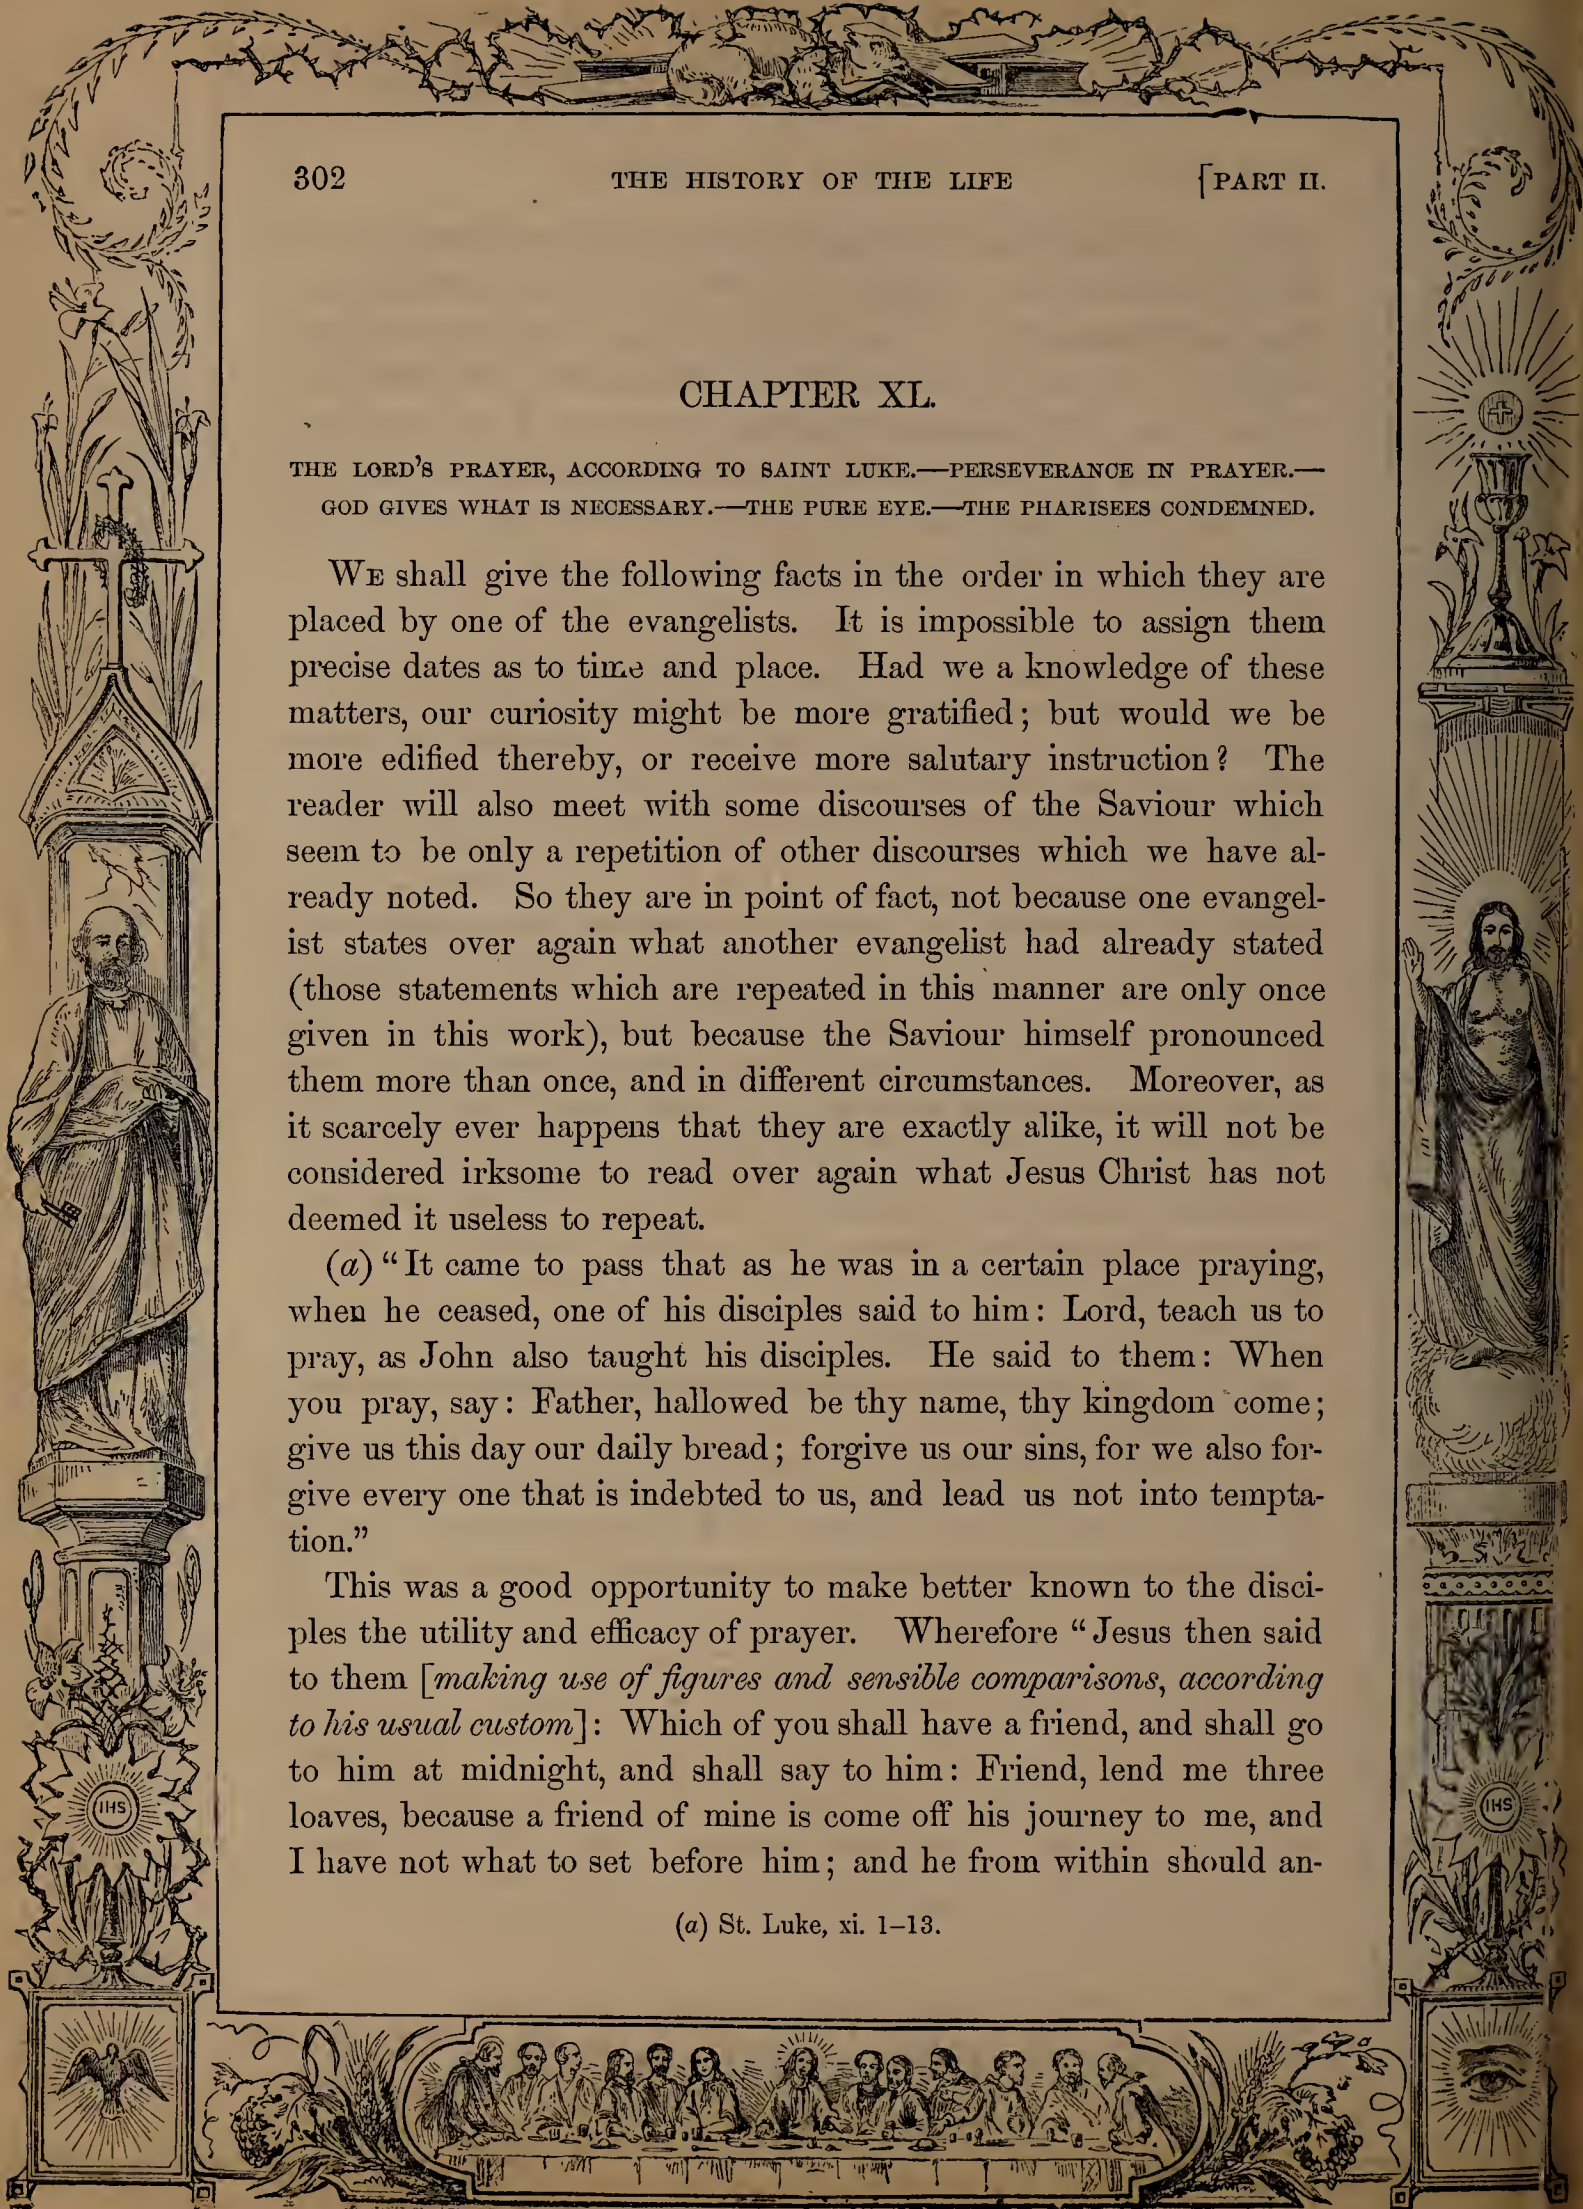 302 THE HISTORY OF THE LIFE [PART II.
CHAPTER XL.
THE LORD'S PRAYER, ACCORDING TO SAINT LUKE.—PERSEVERANCE IN PRAYER.—
GOD GIVES WHAT IS NECESSARY.—THE PURE EYE.—THE PHARISEES CONDEMNED.
WE shall give the following facts in the order in which they are
placed by one of the evangelists. It is impossible to assign them
precise dates as to time and place. Had we a knowledge of these
matters, our curiosity might be more gratified; but would we be
more edified thereby, or receive more salutary instruction? The
reader will also meet with some discourses of the Saviour which
seem to be only a repetition of other discourses which we have al-
ready noted. So they are in point of fact, not because one evangel-
ist states over again what another evangelist had already stated
(those statements which are repeated in this manner are only once
given in this work), but because the Saviour himself pronounced
them more than once, and in different circumstances. Moreover, as
it scarcely ever happens that they are exactly alike, it will not be
considered irksome to read over again what Jesus Christ has not
deemed it useless to repeat.
(a) "It came to pass that as he was in a certain place praying,
when he ceased, one of his disciples said to him: Lord, teach us to
pray, as John also taught his disciples. He said to them: When
you pray, say: Father, hallowed be thy name, thy kingdom come;
give us this day our daily bread; forgive us our sins, for we also for-
give every one that is indebted to us, and lead us not into tempta-
tion."
This was a good opportunity to make better known to the disci-
ples the utility and efficacy of prayer. Wherefore "Jesus then said
to them [making use of figures and sensible comparisons, according
to his usual custom]: Which of you shall have a friend, and shall go
to him at midnight, and shall say to him: Friend, lend me three
loaves, because a friend of mine is come off his journey to me, and
I have not what to set before him; and he from within should an-
IHS
IHS
(a) St. Luke, xi. 1–13.